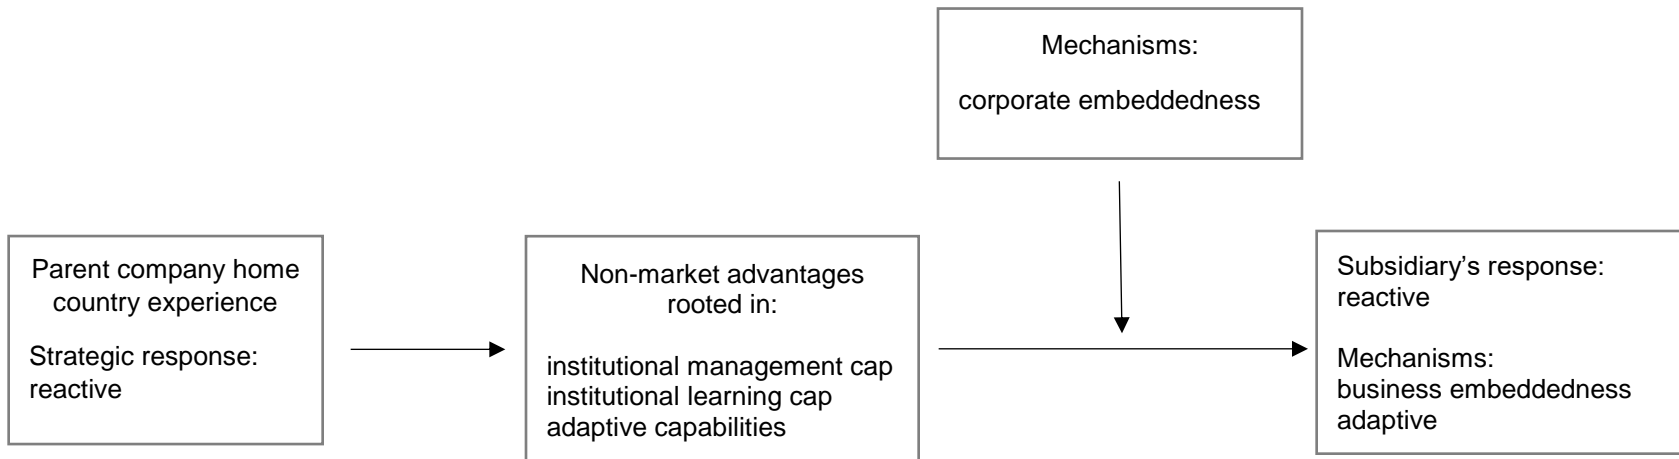 Mechanisms:
corporate embeddedness
Parent company home
country experience
Strategic response:
reactive
Non-market advantages
rooted in:
institutional management cap
institutional learning cap
adaptive capabilities
Subsidiary's response:
reactive
Mechanisms:
business embeddedness
adaptive